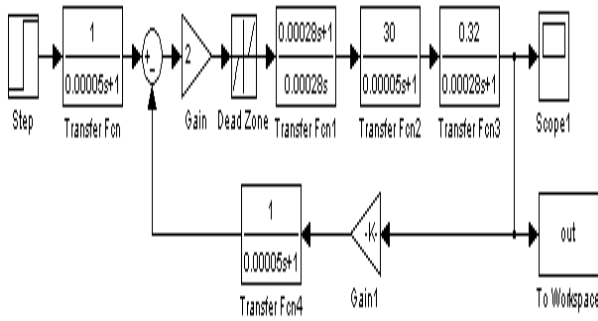 1
0.00005s+1
Transfer Fcn
Step
+
-
2
Gain
Dead Zone
0.00028s+1
0.00028s
Transfer Fcn1
30
0.00005s+1
Transfer Fcn2
0.32
0.00028s+1
Transfer Fcn3
Scope1
1
0.00005s+1
Transfer Fcn4
-K-
Gain1
out
To Workspace